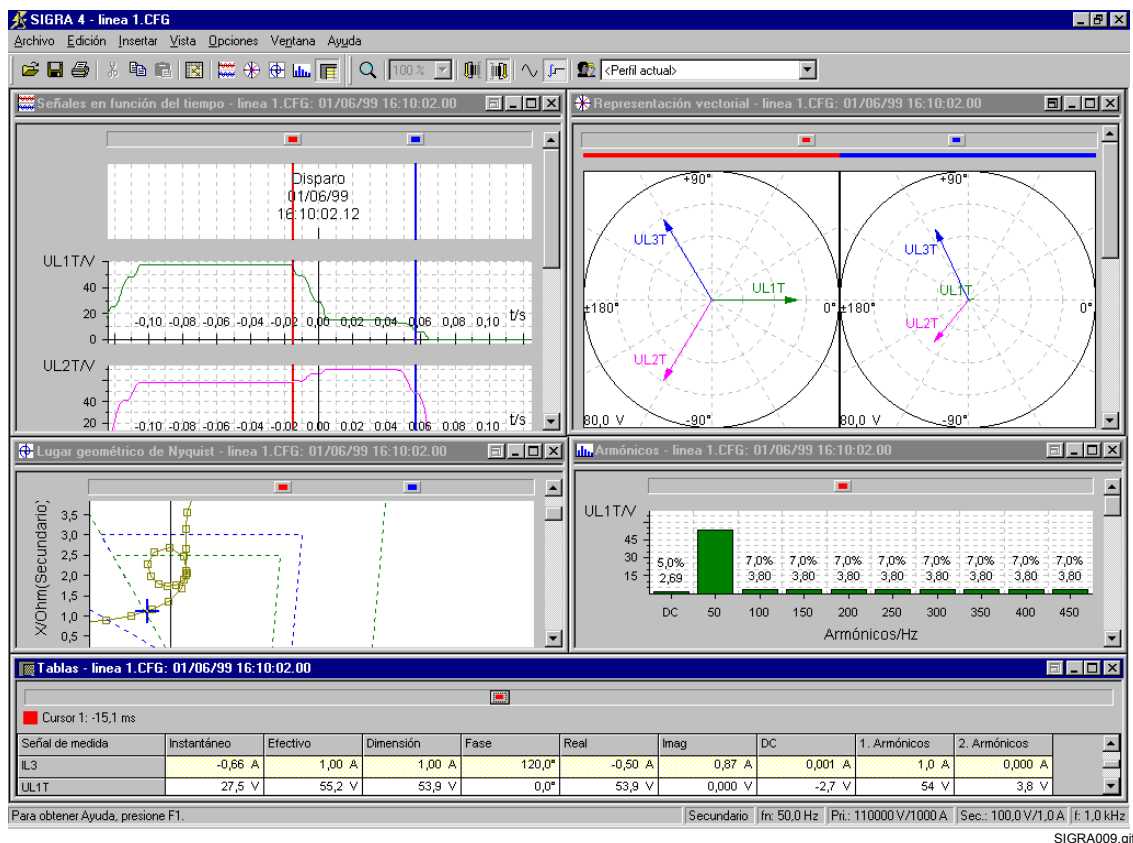 SIGRA 4 - linea 1.CFG
Archivo Edición Insertar Vista Opciones Ventana Ayuda
100 %
<Perfil actual>
Señales en función del tiempo - linea 1.CFG: 01/06/99 16:10:02.00
Disparo
01/06/99
16:10:02.12
UL1T/V
40
20
0
-0,10 -0,08 -0,06 -0,04 -0,02 0,00 0,02 0,04 0,06 0,08 0,10 t/s
UL2T/V
40
20
-0,10 -0,08 -0,06 -0,04 -0,02 0,00 0,02 0,04 0,06 0,08 0,10 t/s
Representación vectorial - linea 1.CFG: 01/06/99 16:10:02.00
+90° +90°
UL3T UL3T
UL1T UL1T
±180° 0° ±180° 0°
UL2T UL2T
80,0 V -90° 80,0 V -90°
Lugar geométrico de Nyquist - linea 1.CFG: 01/06/99 16:10:02.00
X/Ohm(Secundario)
3,5
3,0
2,5
2,0
1,5
1,0
0,5
Armónicos - linea 1.CFG: 01/06/99 16:10:02.00
UL1T/V
45
30
15
5,0% 7,0% 7,0% 7,0% 7,0% 7,0% 7,0% 7,0% 7,0%
2,69 3,80 3,80 3,80 3,80 3,80 3,80 3,80 3,80
DC 50 100 150 200 250 300 350 400 450
Armónicos/Hz
Tablas - linea 1.CFG: 01/06/99 16:10:02.00
Cursor 1: -15,1 ms
Señal de medida Instantáneo Efectivo Dimensión Fase Real Imag DC 1. Armónicos 2. Armónicos
IL3 -0,66 A 1,00 A 1,00 A 120,0° -0,50 A 0,87 A 0,001 A 1,0 A 0,000 A
UL1T 27,5 V 55,2 V 53,9 V 0,0° 53,9 V 0,000 V -2,7 V 54 V 3,8 V
Para obtener Ayuda, presione F1. Secundario fn: 50,0 Hz Pri.: 110000 V/1000 A Sec.: 100,0 V/1,0 A f: 1,0 kHz
SIGRA009.gif